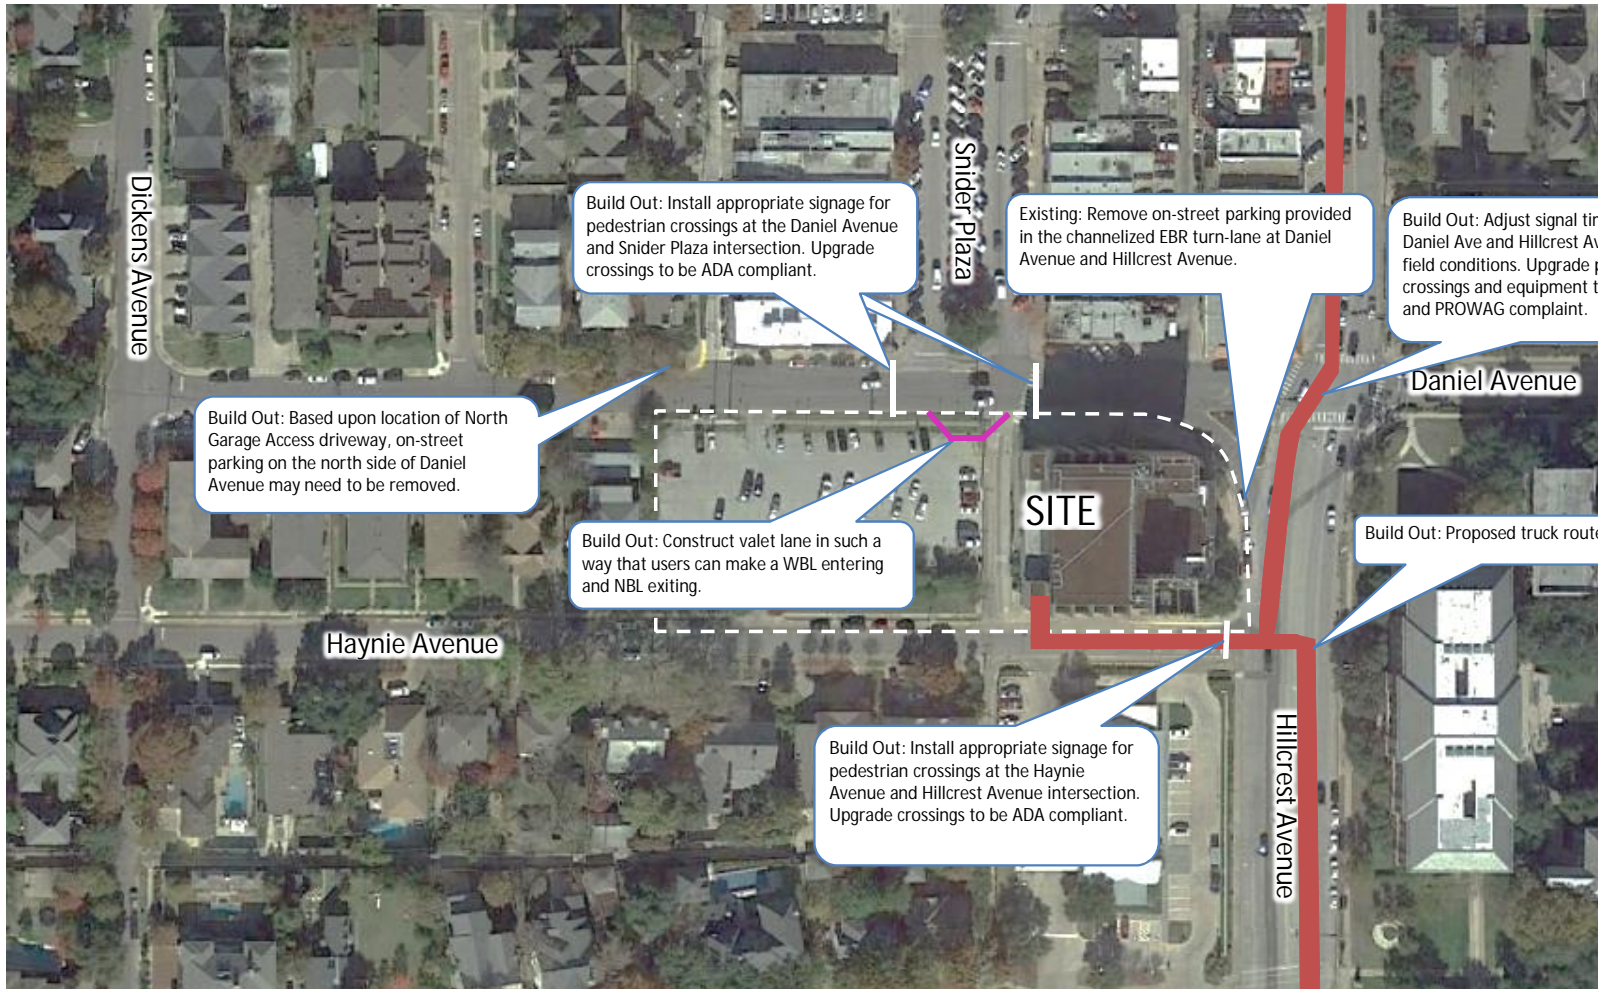 Dickens Avenue
Snider Plaza
Build Out: Install appropriate signage for
pedestrian crossings at the Daniel Avenue
and Snider Plaza intersection. Upgrade
crossings to be ADA compliant.
Existing: Remove on-street parking provided
in the channelized EBR turn-lane at Daniel
Avenue and Hillcrest Avenue.
Build Out: Adjust signal
Daniel Ave and Hillcrest
field conditions. Upgrade
crossings and equipment
and PROWAG complaint.
Daniel Avenue
Build Out: Based upon location of North
Garage Access driveway, on-street
parking on the north side of Daniel
Avenue may need to be removed.
SITE
Build Out: Construct valet lane in such a
way that users can make a WBL entering
and NBL exiting.
Build Out: Proposed truck route
Haynie Avenue
Build Out: Install appropriate signage for
pedestrian crossings at the Haynie
Avenue and Hillcrest Avenue intersection.
Upgrade crossings to be ADA compliant.
Hillcrest Avenue